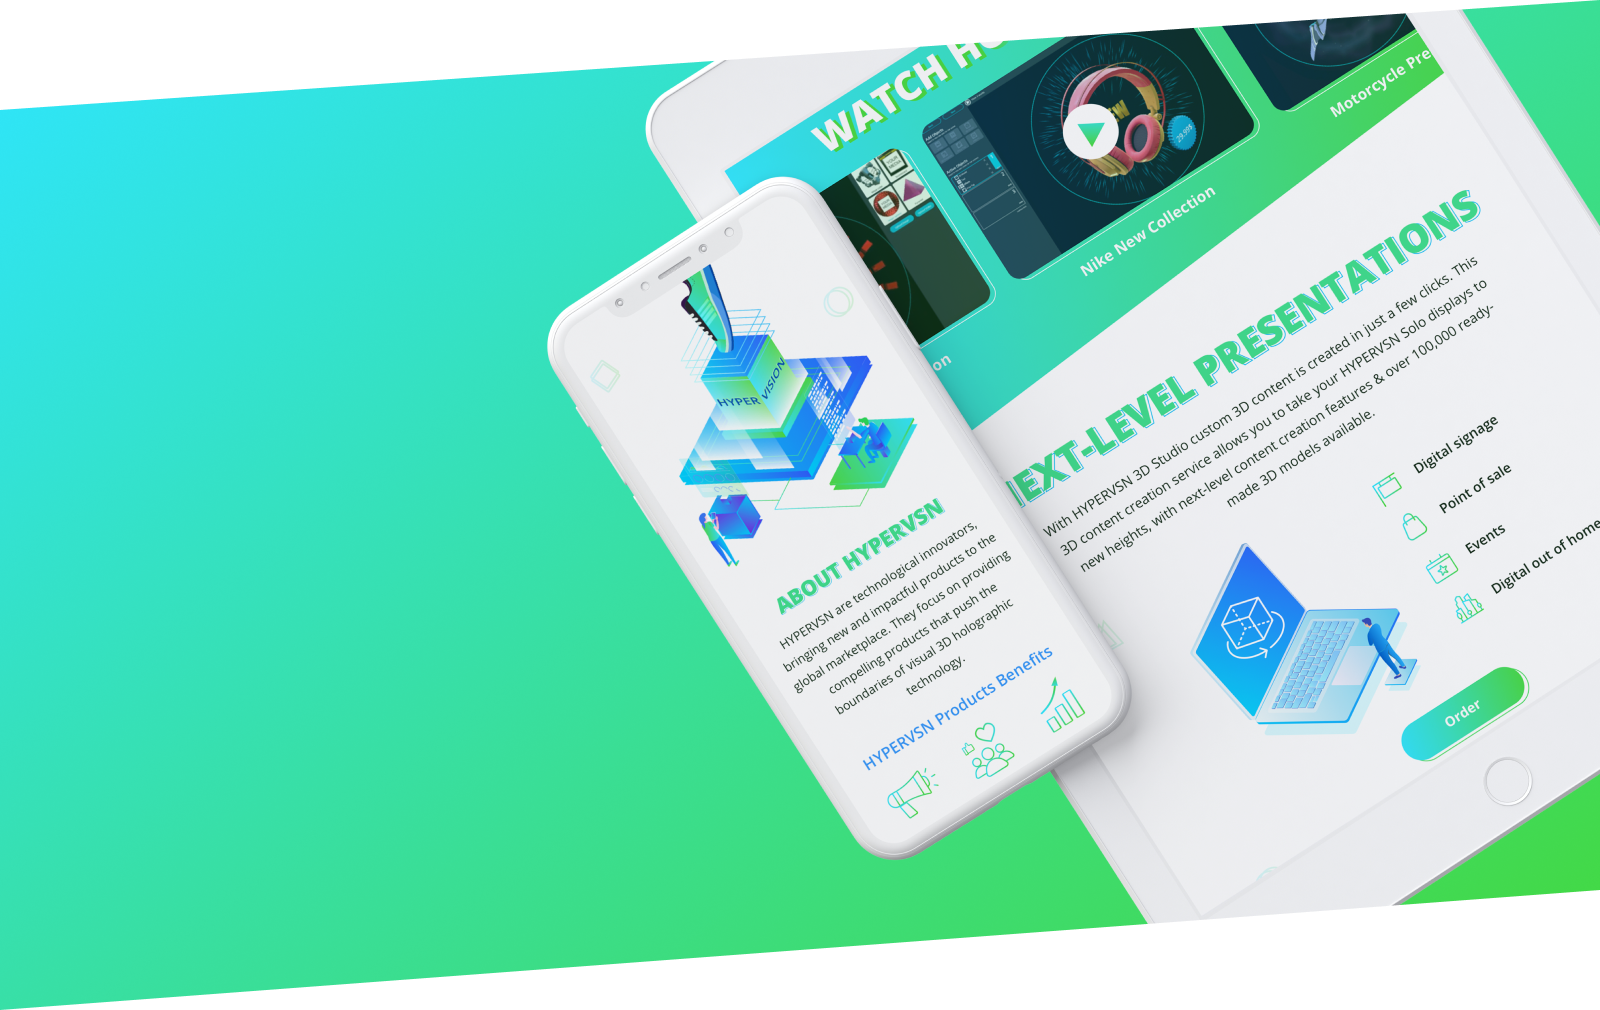 WATCH HO
29,99$
Nike New Collection
Motorcycle Pre
on
NEXT-LEVEL PRESENTATIONS
With HYPERVSN 3D Studio custom 3D content is created in just a few clicks. This
3D content creation service allows you to take your HYPERVSN Solo displays to
new heights, with next-level content creation features & over 100,000 ready-
made 3D models available.
Digital signage
Point of sale
Events
Digital out of home
Order
HYPER VISION
ABOUT HYPERVSN
HYPERVSN are technological innovators,
bringing new and impactful products to the
global marketplace. They focus on providing
compelling products that push the
boundaries of visual 3D holographic
technology.
HYPERVSN Products Benefits